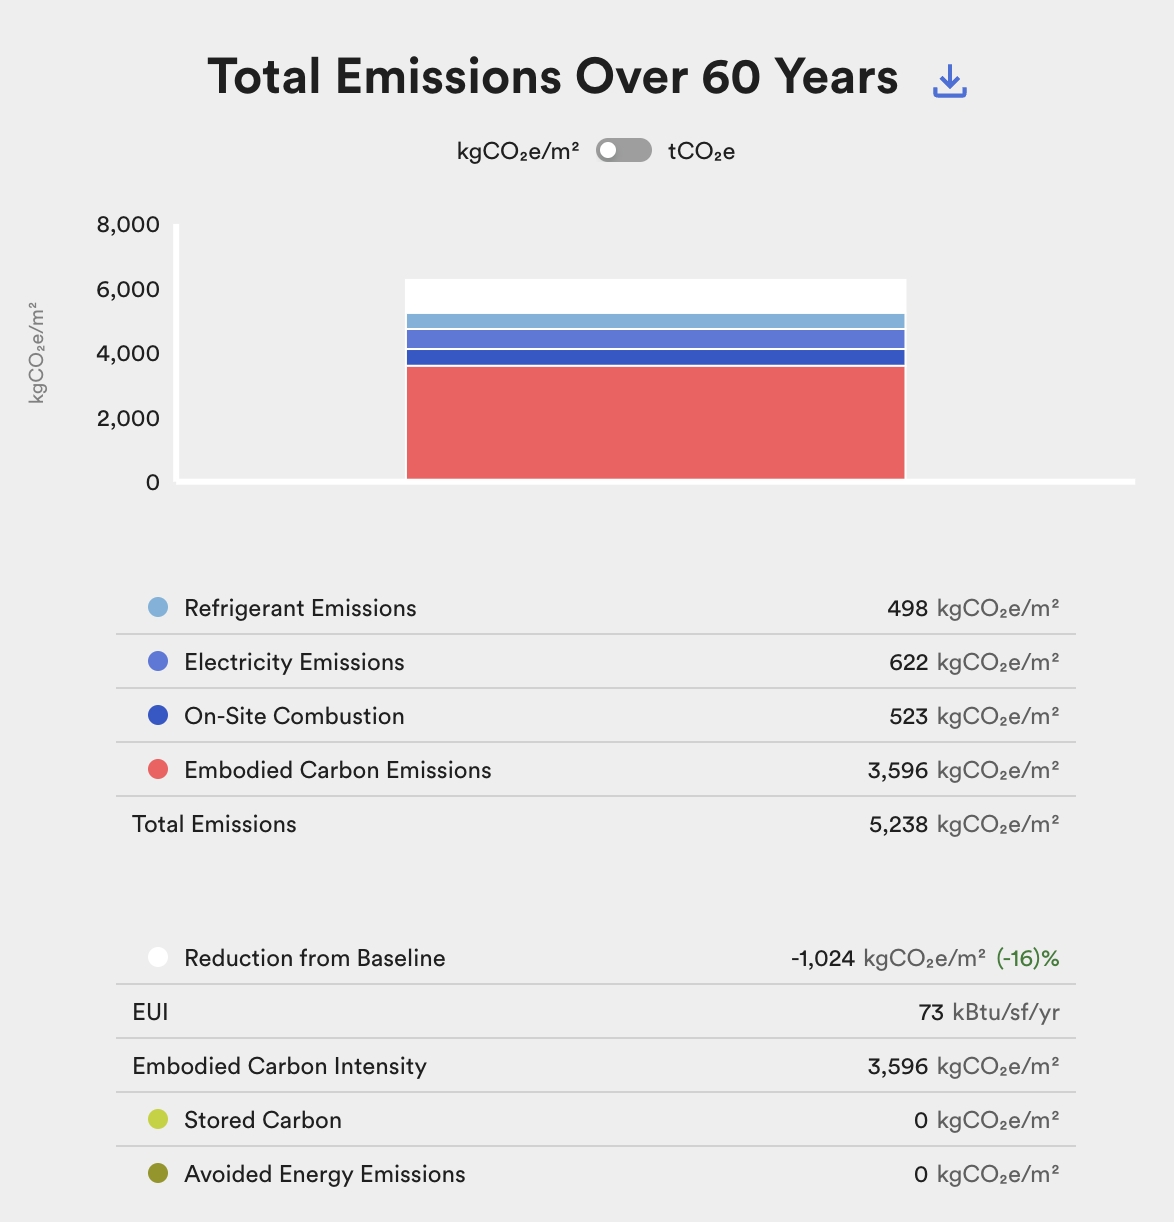 Total Emissions Over 60 Years
kgCO₂e/m² tCO₂e
8,000
6,000
4,000
2,000
0
kgCO₂e/m²
Refrigerant Emissions 498 kgCO₂e/m²
Electricity Emissions 622 kgCO₂e/m²
On-Site Combustion 523 kgCO₂e/m²
Embodied Carbon Emissions 3,596 kgCO₂e/m²
Total Emissions 5,238 kgCO₂e/m²
Reduction from Baseline -1,024 kgCO₂e/m² (-16)%
EUI 73 kBtu/sf/yr
Embodied Carbon Intensity 3,596 kgCO₂e/m²
Stored Carbon 0 kgCO₂e/m²
Avoided Energy Emissions 0 kgCO₂e/m²